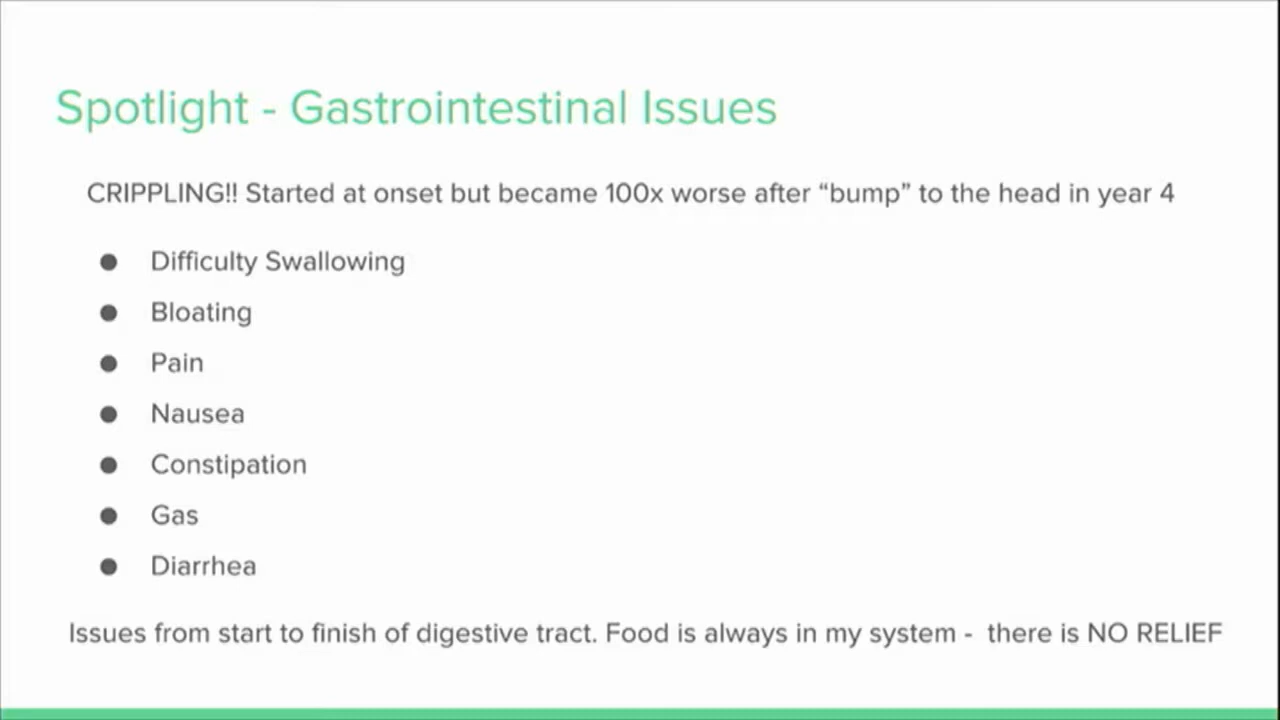 Spotlight - Gastrointestinal Issues
CRIPPLING!! Started at onset but became 100x worse after “bump” to the head in year 4
● Difficulty Swallowing
● Bloating
● Pain
● Nausea
● Constipation
● Gas
● Diarrhea
Issues from start to finish of digestive tract. Food is always in my system - there is NO RELIEF